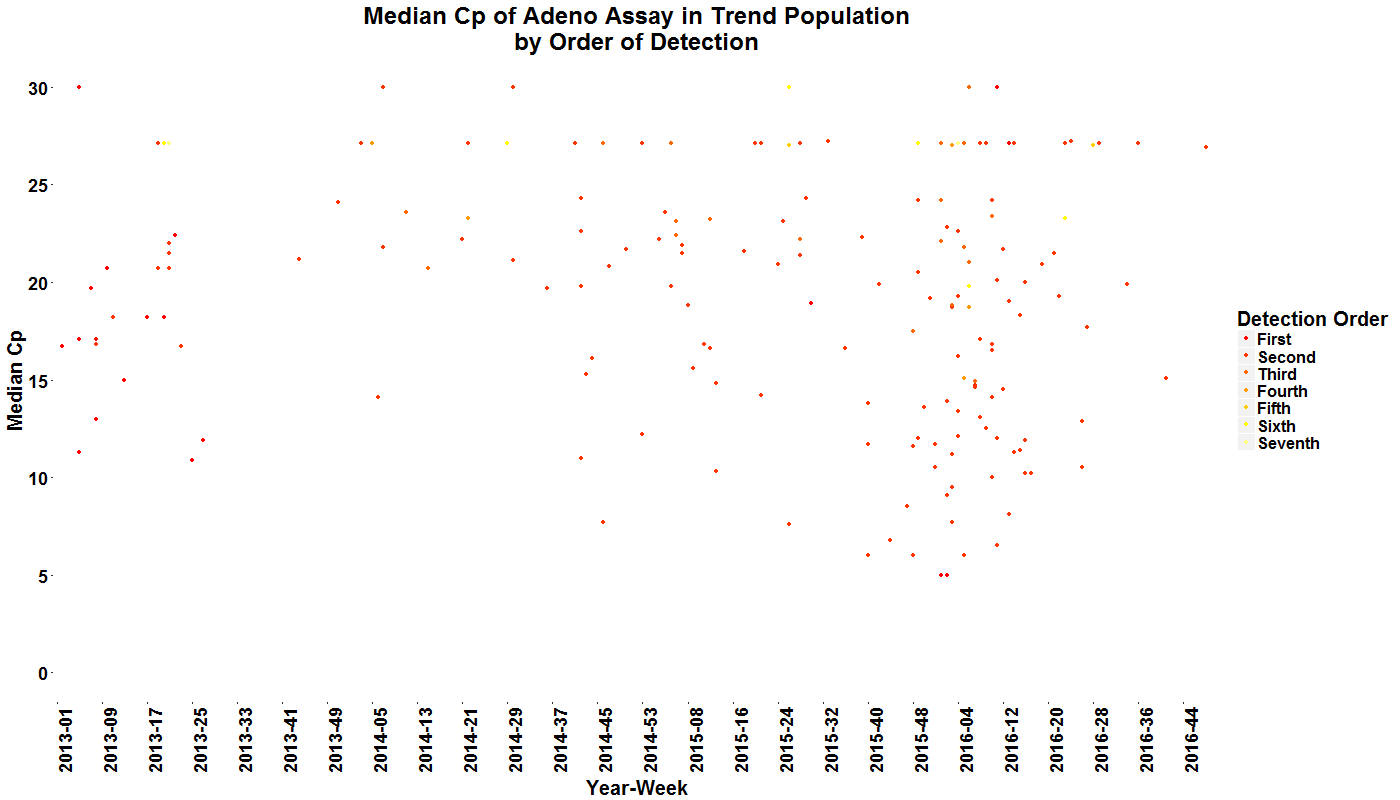 Median Cp of Adeno Assay in Trend Population
by Order of Detection
30
25
20
15
10
5
0
Median Cp
2013-01
2013-09
2013-17
2013-25
2013-33
2013-41
2013-49
2014-05
2014-13
2014-21
2014-29
2014-37
2014-45
2014-53
2015-08
2015-16
2015-24
2015-32
2015-40
2015-48
2016-04
2016-12
2016-20
2016-28
2016-36
2016-44
Year-Week
Detection Order
First
Second
Third
Fourth
Fifth
Sixth
Seventh